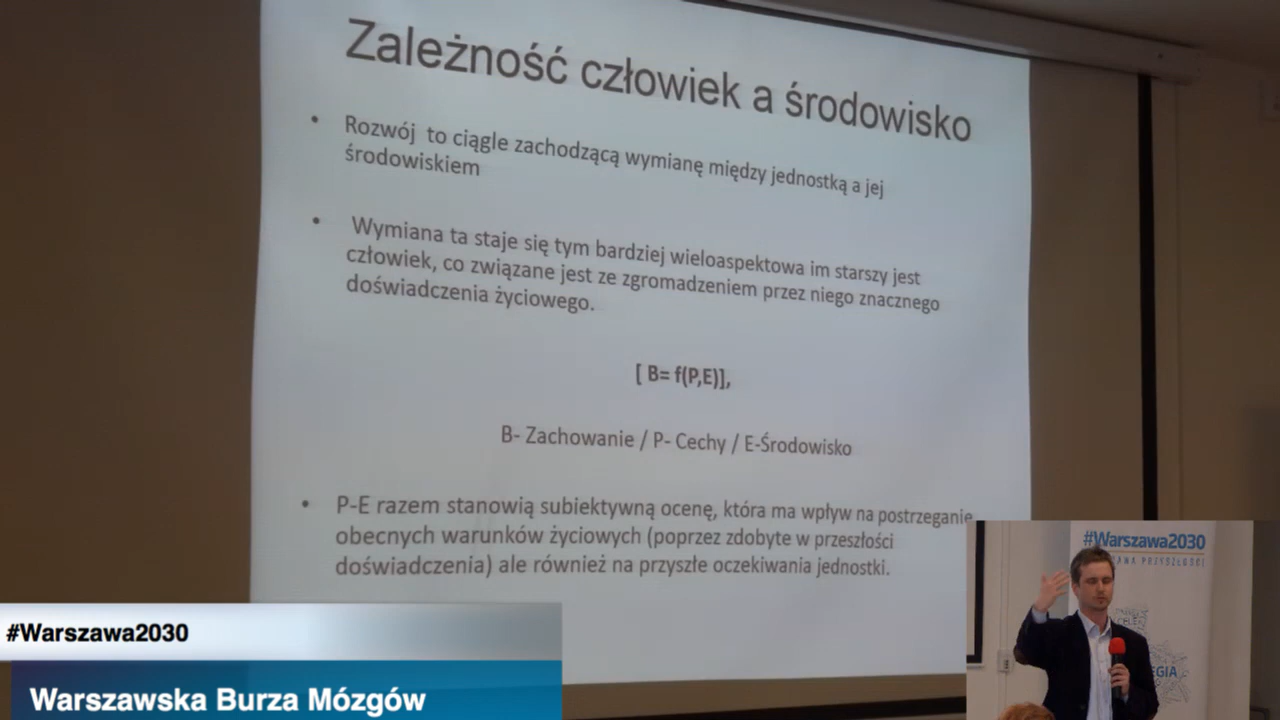 Zależność człowiek a środowisko
• Rozwój to ciągle zachodzącą wymianę między jednostką a jej
środowiskiem
• Wymiana ta staje się tym bardziej wieloaspektowa im starszy jest
człowiek, co związane jest ze zgromadzeniem przez niego znacznego
doświadczenia życiowego.
[ B= f(P,E)],
B- Zachowanie / P- Cechy / E-Środowisko
• P-E razem stanowią subiektywną ocenę, która ma wpływ na postrzeganie
obecnych warunków życiowych (poprzez zdobyte w przeszłości
doświadczenia) ale również na przyszłe oczekiwania jednostki.
#Warszawa2030
Warszawska Burza Mózgów
#Warszawa2030
PRZYSZŁOŚCI